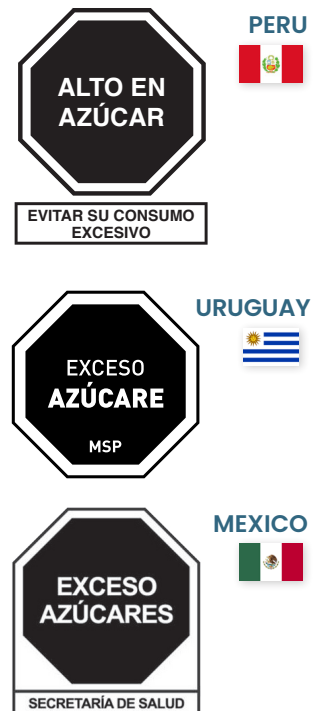 PERU
ALTO EN
AZÚCAR
EVITAR SU CONSUMO
EXCESIVO
URUGUAY
EXCESO
AZÚCARE
MSP
MEXICO
EXCESO
AZÚCARES
SECRETARÍA DE SALUD